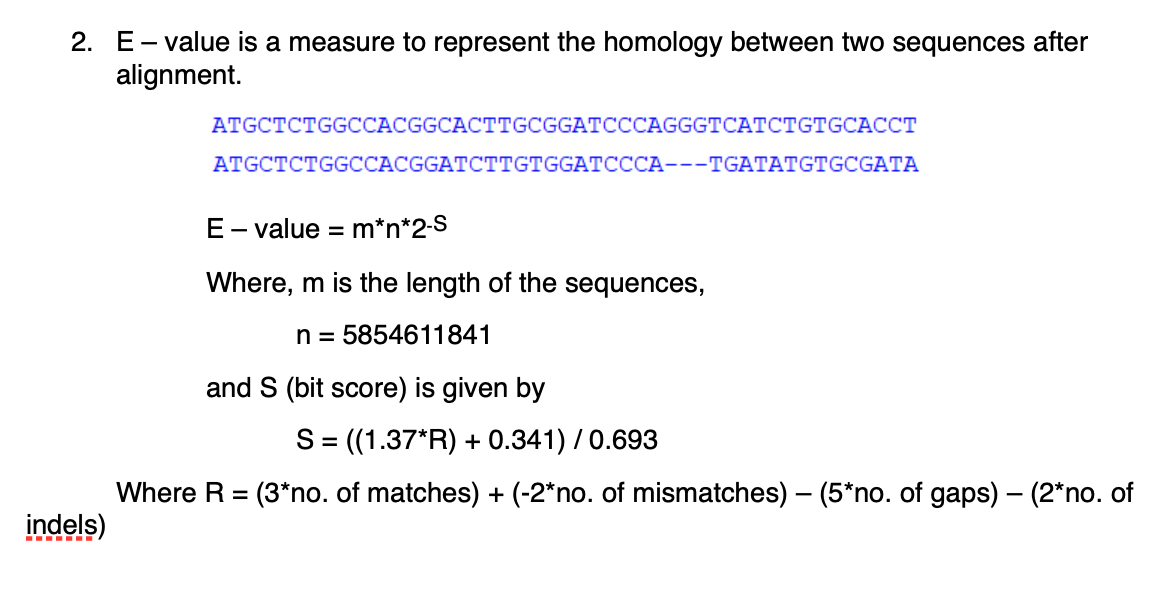 2. E – value is a measure to represent the homology between two sequences after
alignment.
ATGCTCTGGCCACGGCACTTGCGGATCCCAGGGTCATCTGTGCACCT
ATGCTCTGGCCACGGATCTTGTGGATCCCA---TGATATGTGCGATA
E – value = m*n*2-S
Where, m is the length of the sequences,
n = 5854611841
and S (bit score) is given by
S = ((1.37*R) + 0.341) / 0.693
Where R = (3*no. of matches) + (-2*no. of mismatches) – (5*no. of gaps) – (2*no. of
indels)